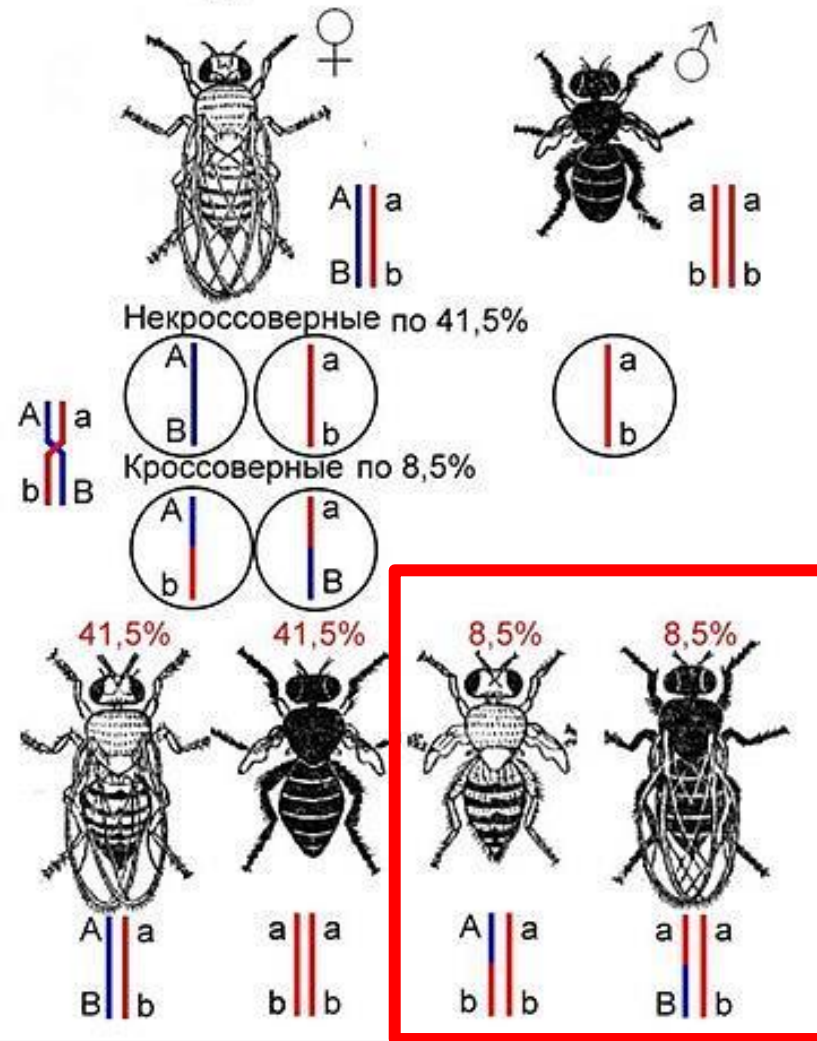 ♀ ♂
A a a a
B b b b
Некроссоверные по 41,5%
A a a
B b b
A a
b B
Кроссоверные по 8,5%
A a
b B
41,5% 41,5% 8,5% 8,5%
A a a a A a a a
B b b b b b B b